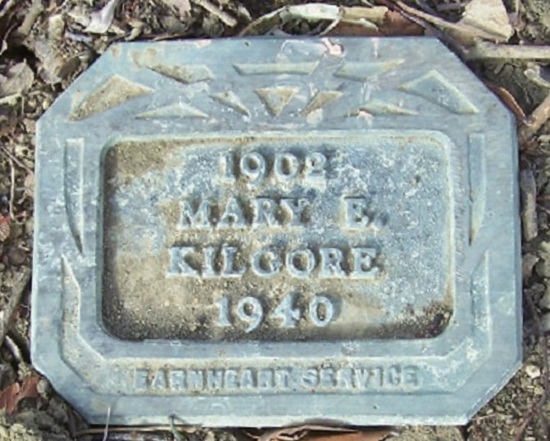 1902
MARY E.
KILGORE
1940
EARNHEART SERVICE